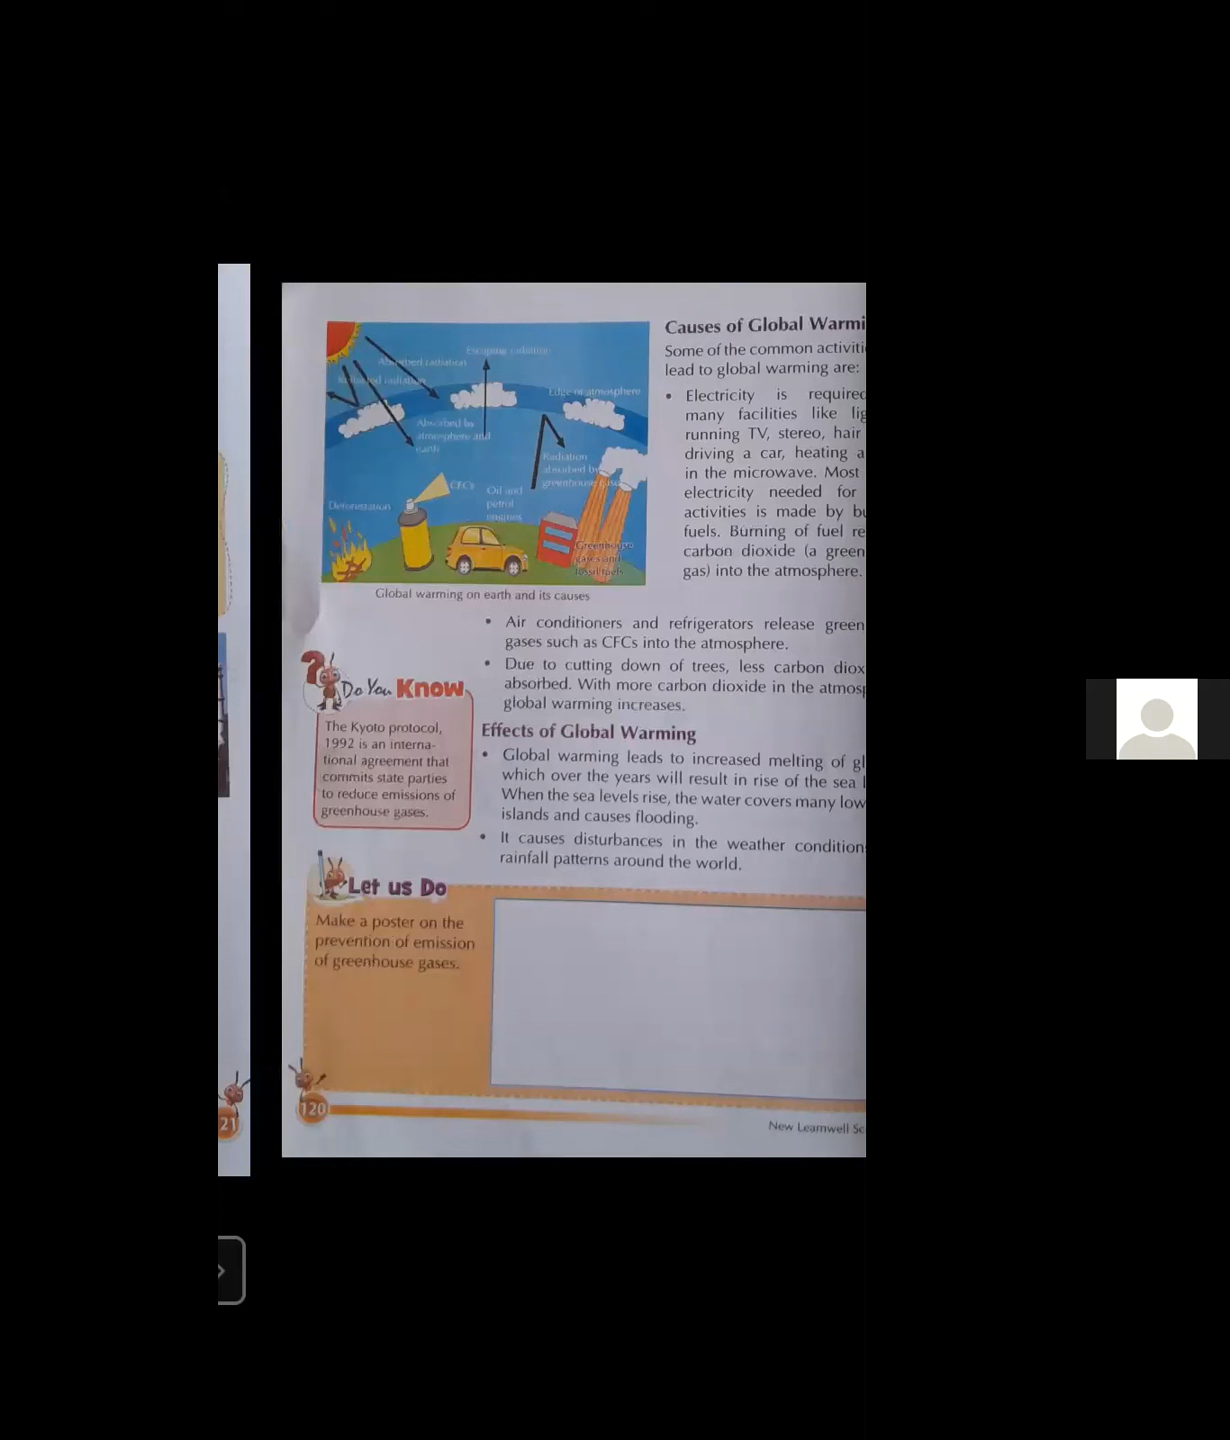 Causes of Global Warmi
Some of the common activiti
lead to global warming are:
• Electricity is required
many facilities like lig
running TV, stereo, hair
driving a car, heating a
in the microwave. Most
electricity needed for
activities is made by bu
fuels. Burning of fuel re
carbon dioxide (a green
gas) into the atmosphere.
Escaping radiation
Absorbed radiation
Reflected radiation
Edge of atmosphere
Absorbed by
atmosphere and
earth
Radiation
absorbed by
greenhouse gases
CFCs
Oil and
petrol
engines
Deforestation
Greenhouse
gases and
fossil fuels
Global warming on earth and its causes
• Air conditioners and refrigerators release green
gases such as CFCs into the atmosphere.
• Due to cutting down of trees, less carbon diox
absorbed. With more carbon dioxide in the atmosp
global warming increases.
Do You Know
The Kyoto protocol,
1992 is an interna-
tional agreement that
commits state parties
to reduce emissions of
greenhouse gases.
Effects of Global Warming
• Global warming leads to increased melting of gl
which over the years will result in rise of the sea l
When the sea levels rise, the water covers many low
islands and causes flooding.
• It causes disturbances in the weather condition
rainfall patterns around the world.
Let us Do
Make a poster on the
prevention of emission
of greenhouse gases.
120
New Learnwell Sc
21